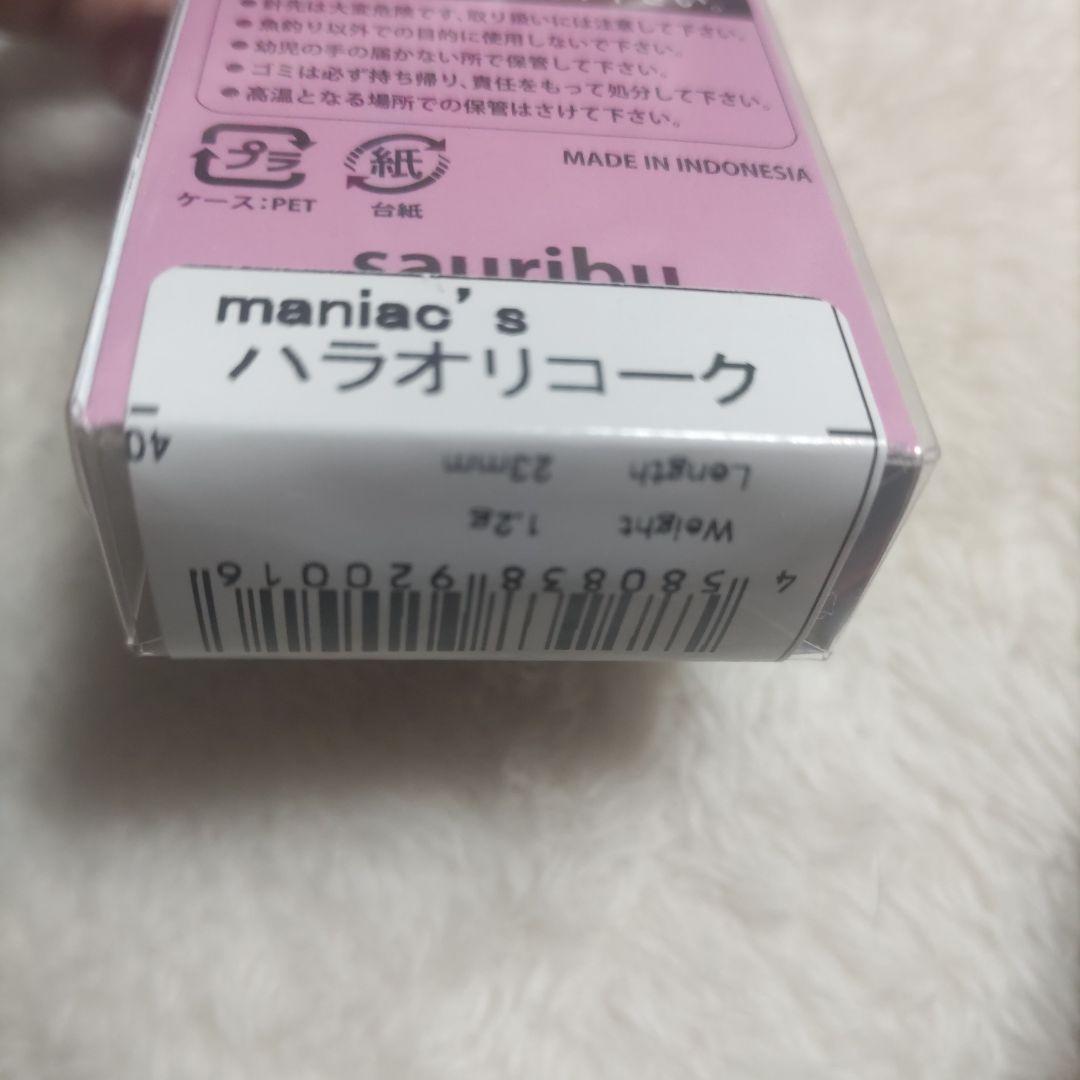 針先は大変危険です、取り扱いには注意して下さい。
魚釣り以外での目的に使用しないで下さい。
幼児の手の届かない所で保管して下さい。
ゴミは必ず持ち帰り、責任をもって処分して下さい。
高温となる場所での保管はさけて下さい。
プラ
紙
MADE IN INDONESIA
ケース:PET
台紙
sauribu
maniac's
ハラオリコーク
40
Length 23mm
Weight 1.2g
4 580838 920016